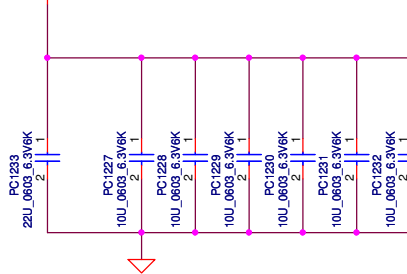 PC1233
22U_0603_6.3V6K
1
2
PC1227
10U_0603_6.3V6K
1
2
PC1228
10U_0603_6.3V6K
1
2
PC1229
10U_0603_6.3V6K
1
2
PC1230
10U_0603_6.3V6K
1
2
PC1231
10U_0603_6.3V6K
1
2
PC1232
10U_0603_6.3V6K
1
2